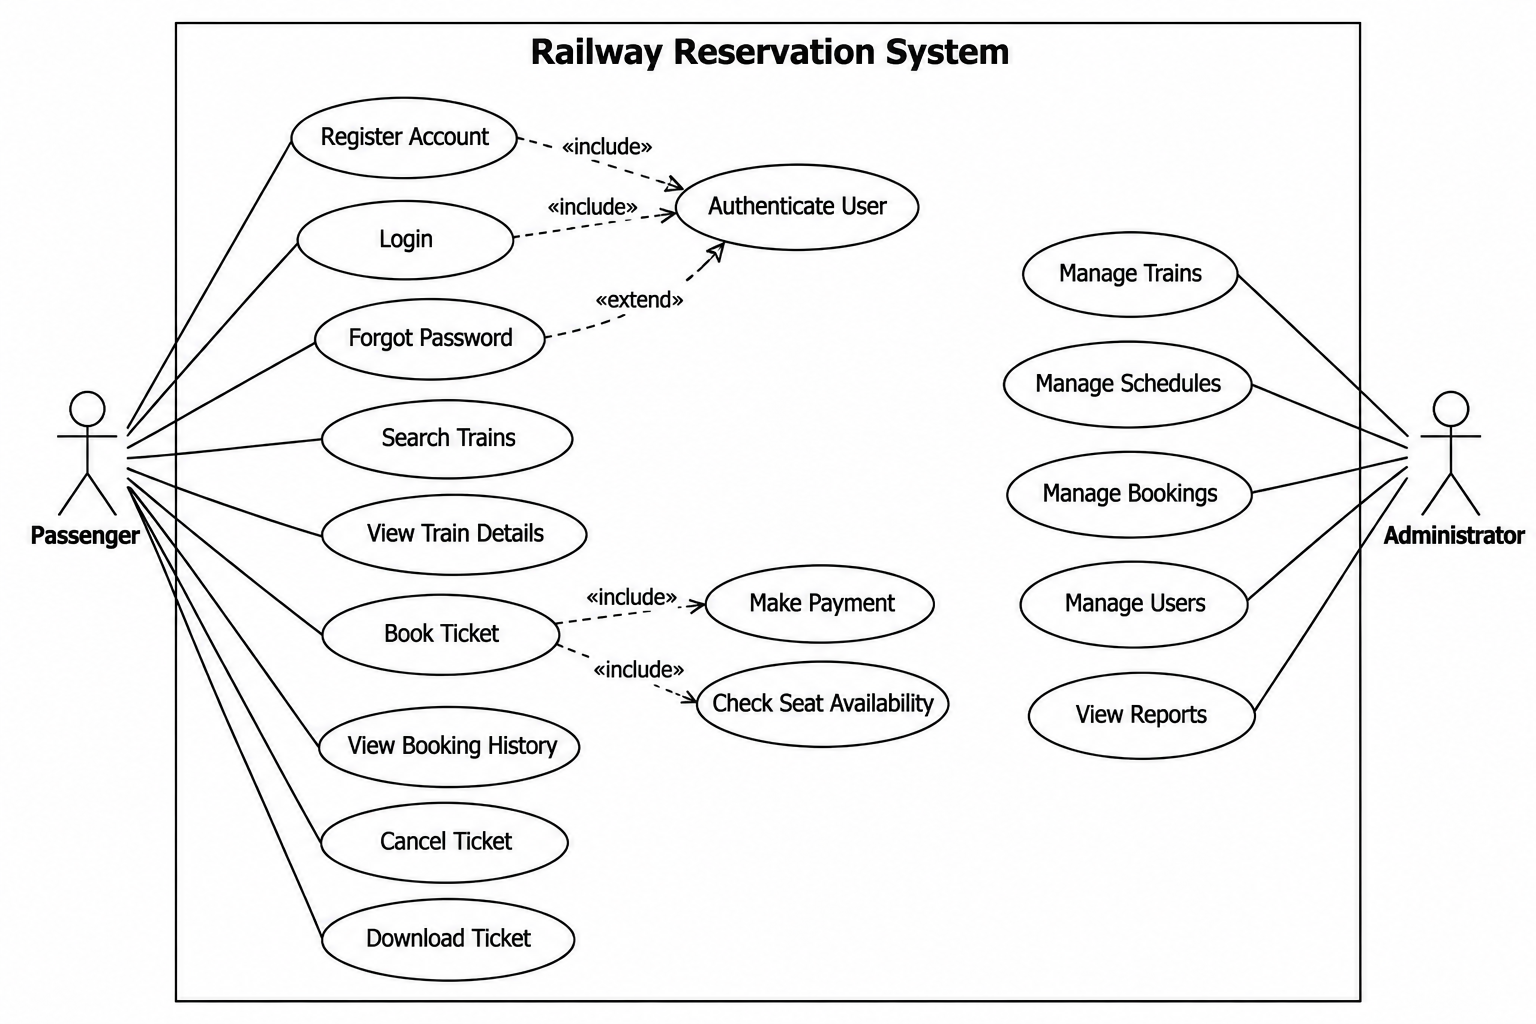 Railway Reservation System
Register Account
«include»
Authenticate User
Login
«include»
Forgot Password
«extend»
Search Trains
View Train Details
Book Ticket
«include»
Make Payment
«include»
Check Seat Availability
View Booking History
Cancel Ticket
Download Ticket
Manage Trains
Manage Schedules
Manage Bookings
Manage Users
View Reports
Passenger
Administrator